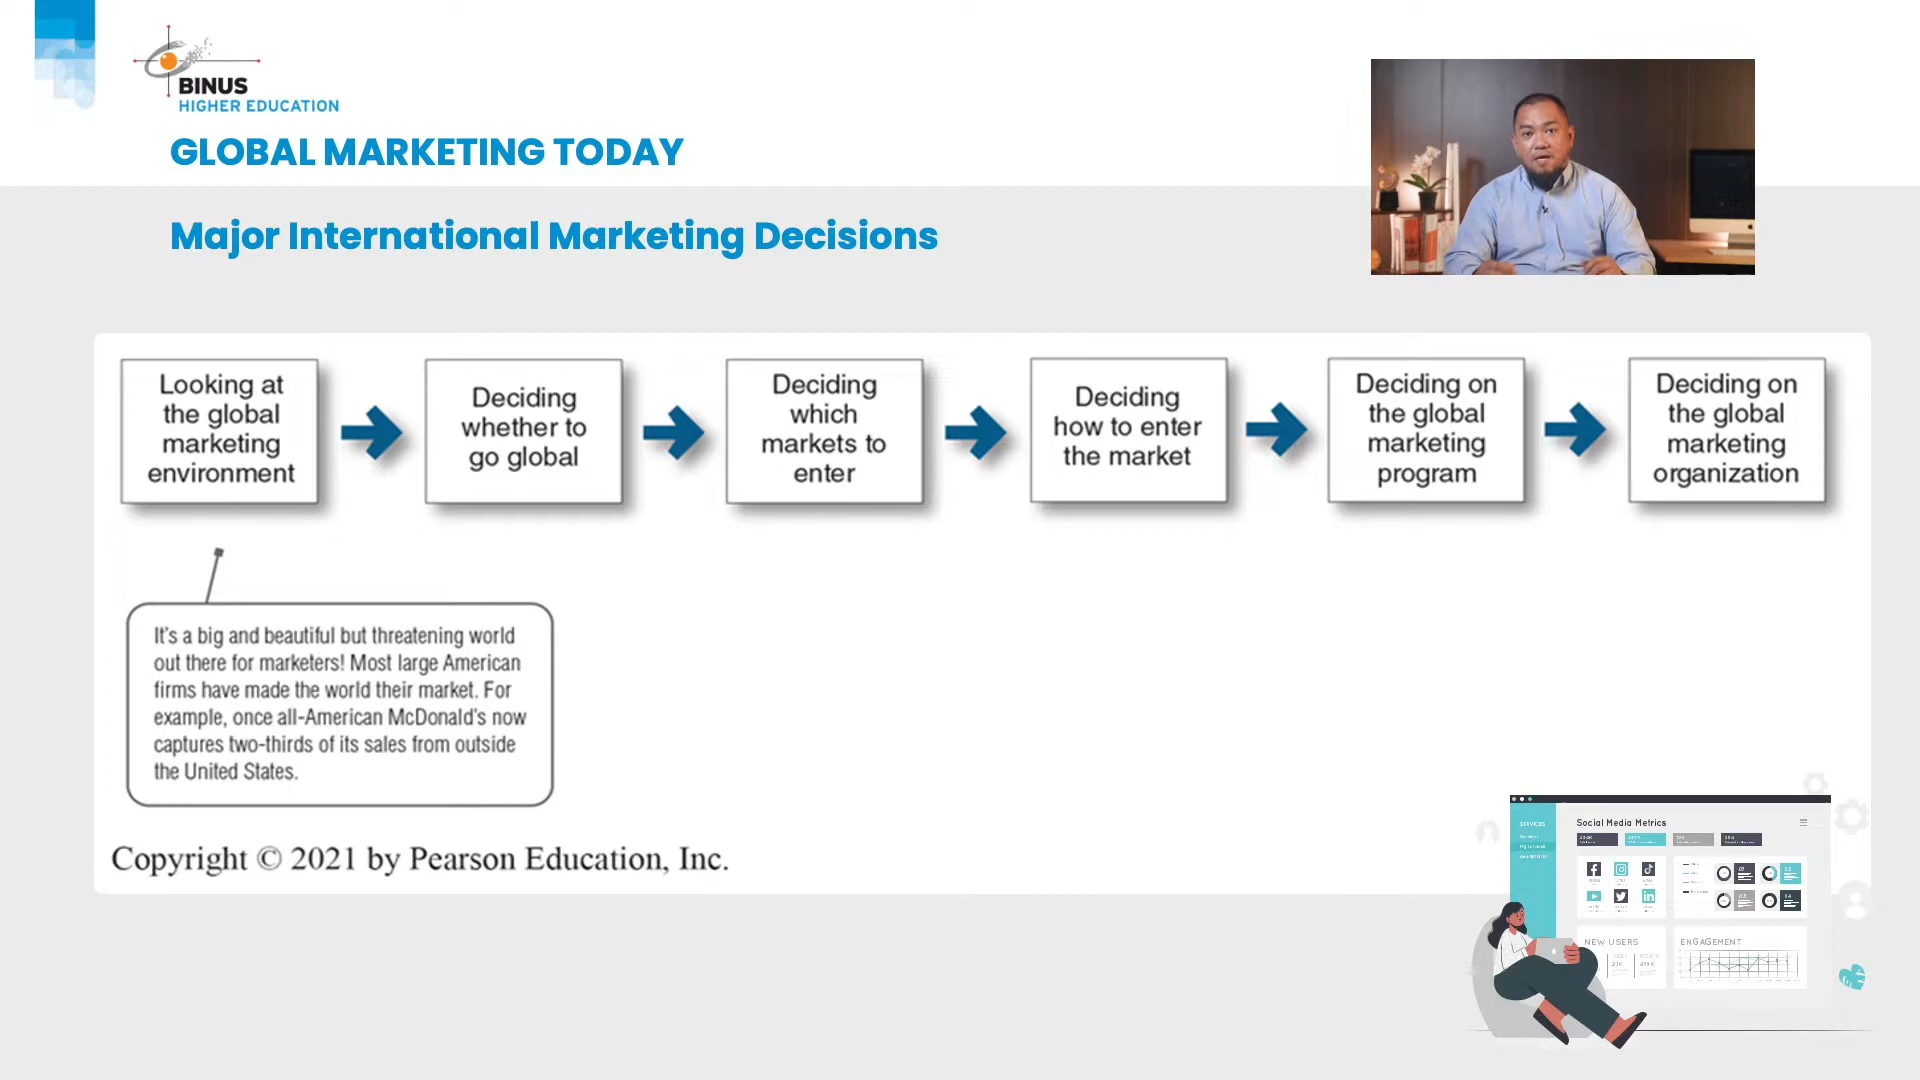 BINUS
HIGHER EDUCATION
GLOBAL MARKETING TODAY
Major International Marketing Decisions
Looking at
the global
marketing
environment
Deciding
whether to
go global
Deciding
which
markets to
enter
Deciding
how to enter
the market
Deciding on
the global
marketing
program
Deciding on
the global
marketing
organization
It's a big and beautiful but threatening world
out there for marketers! Most large American
firms have made the world their market. For
example, once all-American McDonald's now
captures two-thirds of its sales from outside
the United States.
Copyright © 2021 by Pearson Education, Inc.
SERVICES
Social Media Metrics
NEW USERS
ENGAGEMENT